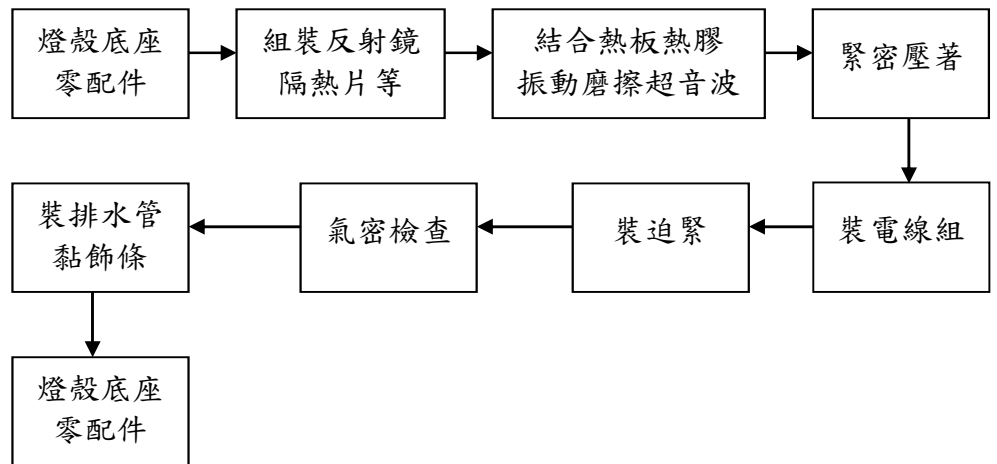 燈殼底座
零配件
組裝反射鏡
隔熱片等
結合熱板熱膠
振動磨擦超音波
緊密壓著
裝電線組
裝迫緊
氣密檢查
裝排水管
黏飾條
燈殼底座
零配件